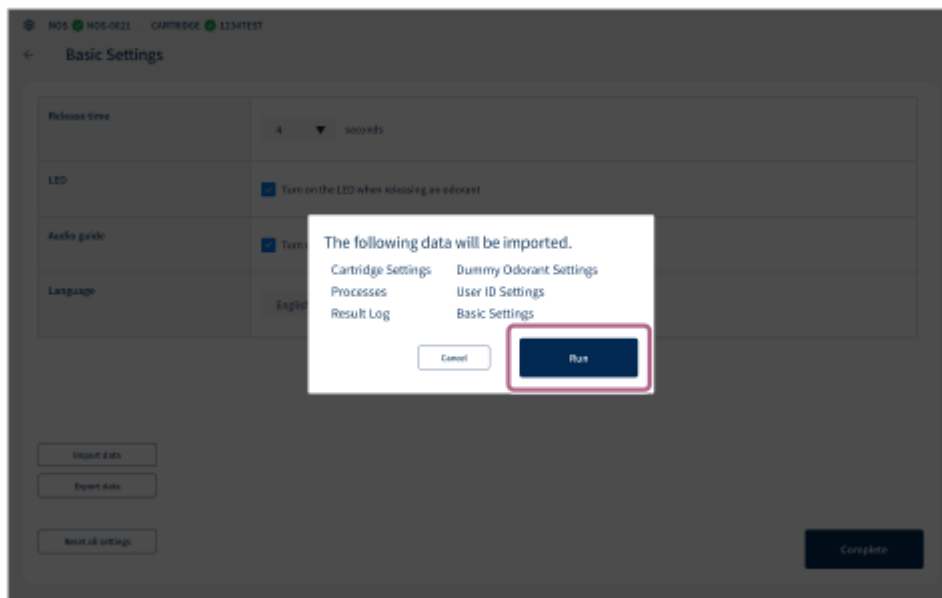 NOS NOS-0021 CARTRIDGE 1234TEST
← Basic Settings
Release time
4 ▼ seconds
LED
Turn on the LED when releasing an odorant
Audio guide
Turn
Language
English
The following data will be imported.
Cartridge Settings Dummy Odorant Settings
Processes User ID Settings
Result Log Basic Settings
Cancel Run
Import data
Export data
Reset all settings
Complete